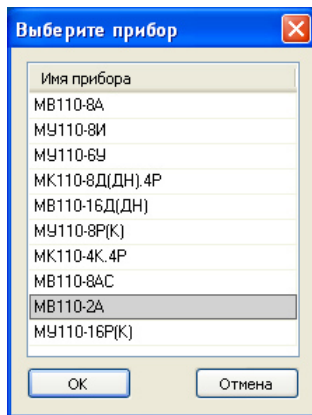 Выберите прибор
Имя прибора
МВ110-8А
МУ110-8И
МУ110-6У
МК110-8Д(ДН).4Р
МВ110-16Д(ДН)
МУ110-8Р(К)
МК110-4К.4Р
МВ110-8АС
МВ110-2А
МУ110-16Р(К)
ОК
Отмена